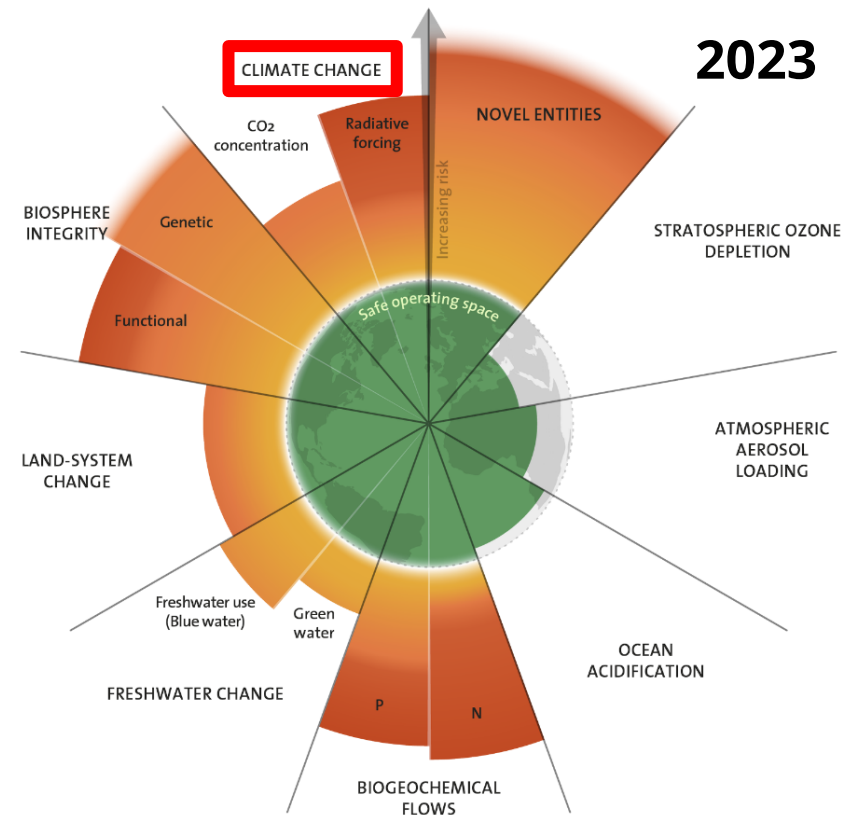 2023
CLIMATE CHANGE
CO2
concentration
Radiative
forcing
NOVEL ENTITIES
Increasing risk
STRATOSPHERIC OZONE
DEPLETION
BIOSPHERE
INTEGRITY
Genetic
Functional
Safe operating space
ATMOSPHERIC
AEROSOL
LOADING
LAND-SYSTEM
CHANGE
Freshwater use
(Blue water)
Green
water
FRESHWATER CHANGE
OCEAN
ACIDIFICATION
P
N
BIOGEOCHEMICAL
FLOWS